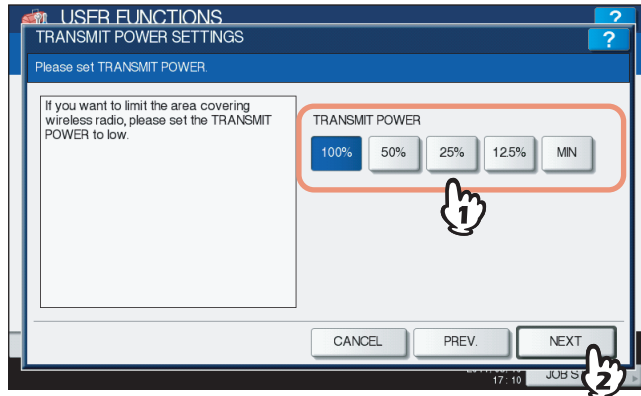 USER FUNCTIONS
?
TRANSMIT POWER SETTINGS
?
Please set TRANSMIT POWER.
If you want to limit the area covering
wireless radio, please set the TRANSMIT
POWER to low.
TRANSMIT POWER
100% 50% 25% 12.5% MIN
1
CANCEL PREV. NEXT
17 : 10 JOB S
2